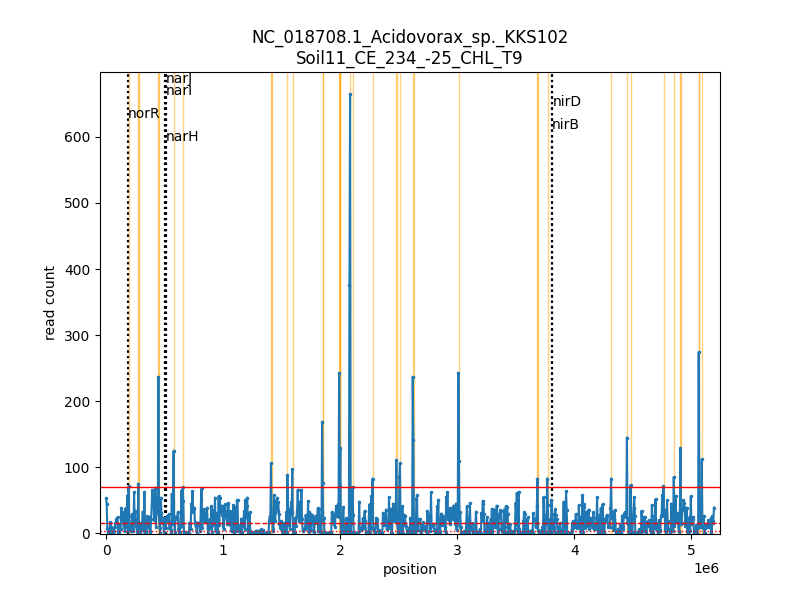 NC_018708.1_Acidovorax_sp._KKS102
Soil11_CE_234_-25_CHL_T9
narJ
narI
norR
narH
nirD
nirB
600
500
400
300
200
100
0
read count
0 1 2 3 4 5
1e6
position